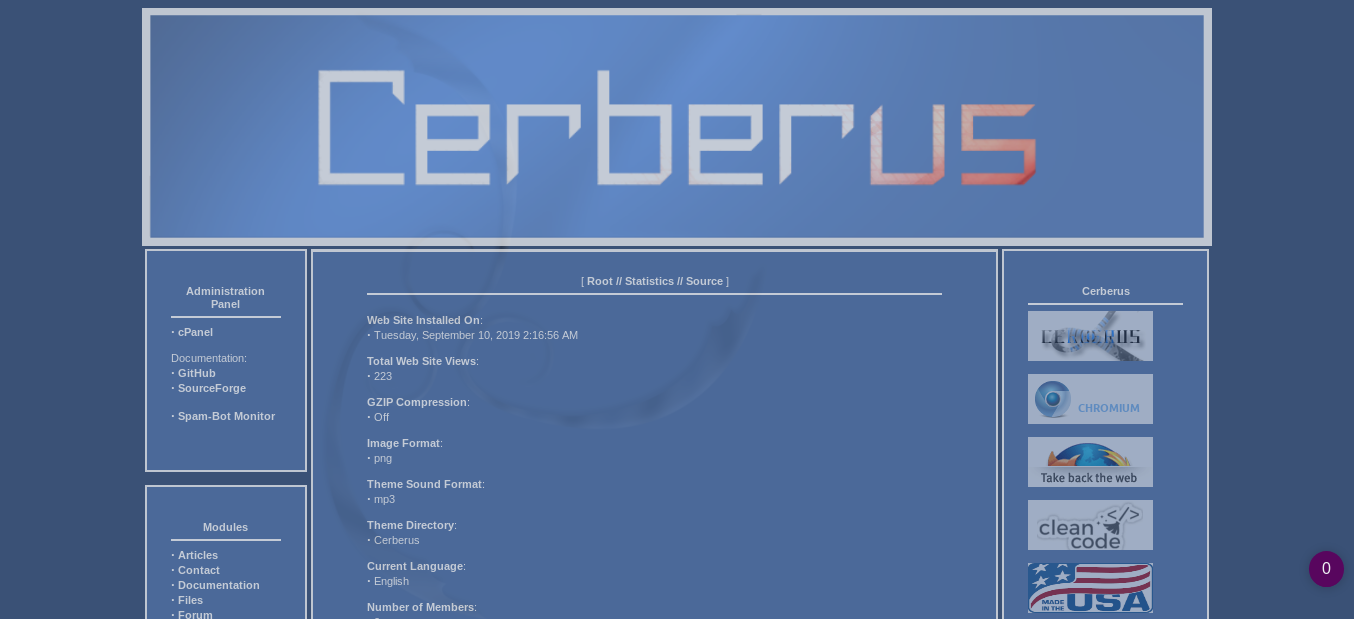 Cerberus
Administration
Panel
· cPanel
Documentation:
· GitHub
· SourceForge
· Spam-Bot Monitor
Modules
· Articles
· Contact
· Documentation
· Files
· Forum
[ Root // Statistics // Source ]
Web Site Installed On:
· Tuesday, September 10, 2019 2:16:56 AM
Total Web Site Views:
· 223
GZIP Compression:
· Off
Image Format:
· png
Theme Sound Format:
· mp3
Theme Directory:
· Cerberus
Current Language:
· English
Number of Members:
Cerberus
CERBERUS
CHROMIUM
Take back the web
</>
clean
code
MADE
IN THE
USA
0